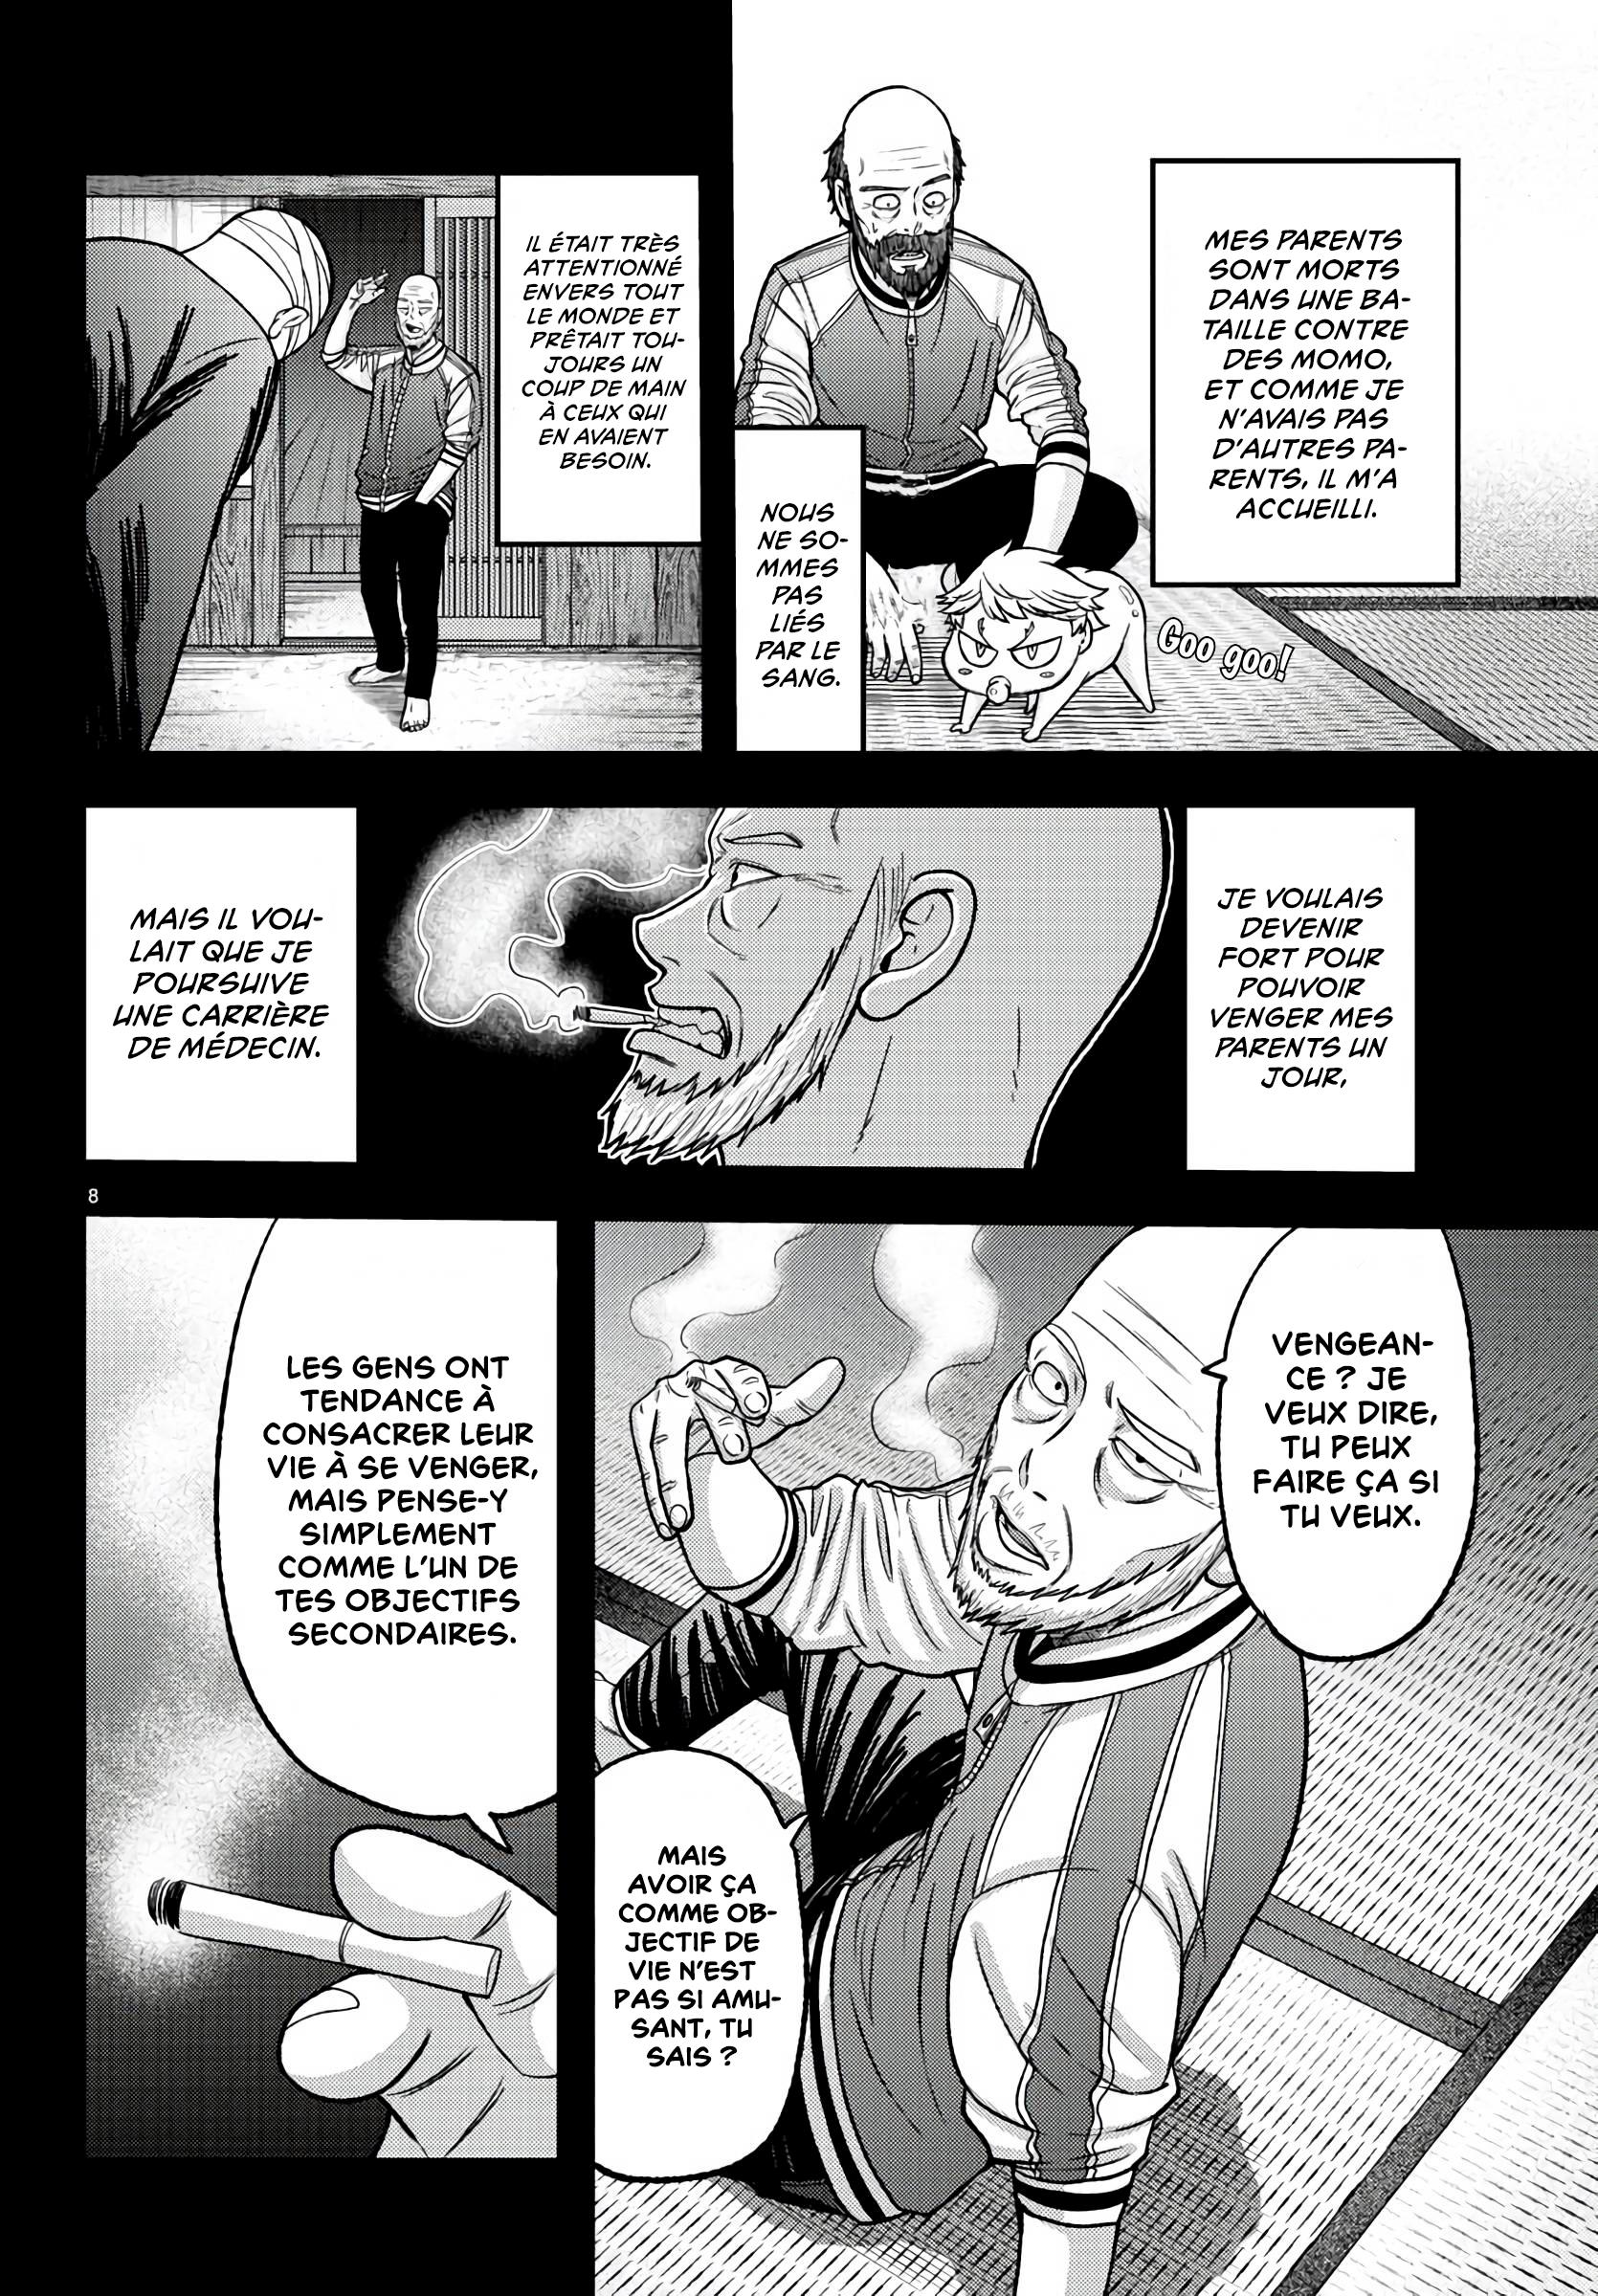 MES PARENTS
SONT MORTS
DANS UNE BA-
TAILLE CONTRE
DES MOMO,
ET COMME JE
N'AVAIS PAS
D'AUTRES PA-
RENTS, IL M'A
ACCUEILLI.
Goo goo!
NOUS
NE SO-
MMES
PAS
LIÉS
PAR LE
SANG.
IL ÉTAIT TRÈS
ATTENTIONNÉ
ENVERS TOUT
LE MONDE ET
PRÊTAIT TOU-
JOURS UN
COUP DE MAIN
À CEUX QUI
EN AVAIENT
BESOIN.
JE VOULAIS
DEVENIR
FORT POUR
POUVOIR
VENGER MES
PARENTS UN
JOUR,
MAIS IL VOU-
LAIT QUE JE
POURSUIVE
UNE CARRIÈRE
DE MÉDECIN.
8
VENGEAN-
CE ? JE
VEUX DIRE,
TU PEUX
FAIRE ÇA SI
TU VEUX.
MAIS
AVOIR ÇA
COMME OB-
JECTIF DE
VIE N'EST
PAS SI AMU-
SANT, TU
SAIS ?
LES GENS ONT
TENDANCE À
CONSACRER LEUR
VIE À SE VENGER,
MAIS PENSE-Y
SIMPLEMENT
COMME L'UN DE
TES OBJECTIFS
SECONDAIRES.